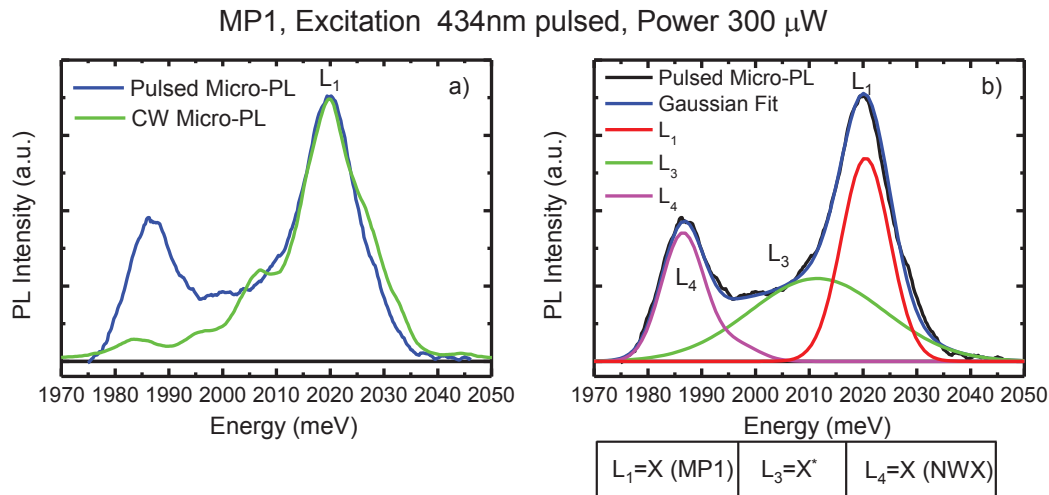 MP1, Excitation 434nm pulsed, Power 300 μW
a)
L₁
Pulsed Micro-PL
CW Micro-PL
PL Intensity (a.u.)
1970 1980 1990 2000 2010 2020 2030 2040 2050
Energy (meV)
b)
L₁
Pulsed Micro-PL
Gaussian Fit
L₁
L₃
L₄
L₃
L₄
PL Intensity (a.u.)
1970 1980 1990 2000 2010 2020 2030 2040 2050
Energy (meV)
L₁=X (MP1) L₃=X* L₄=X (NWX)